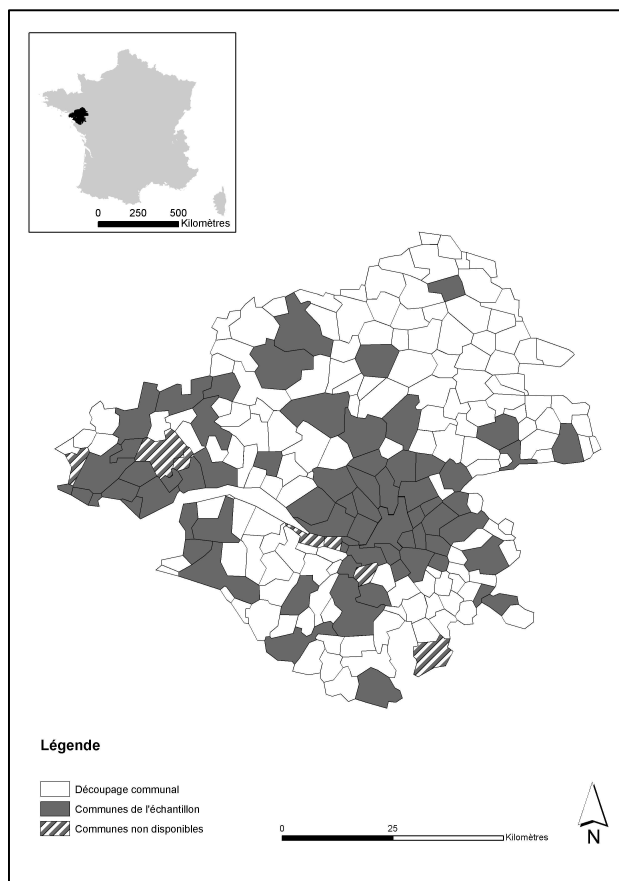 0 250 500
Kilomètres
Légende
Découpage communal
Communes de l'échantillon
Communes non disponibles
0 25
Kilomètres
N